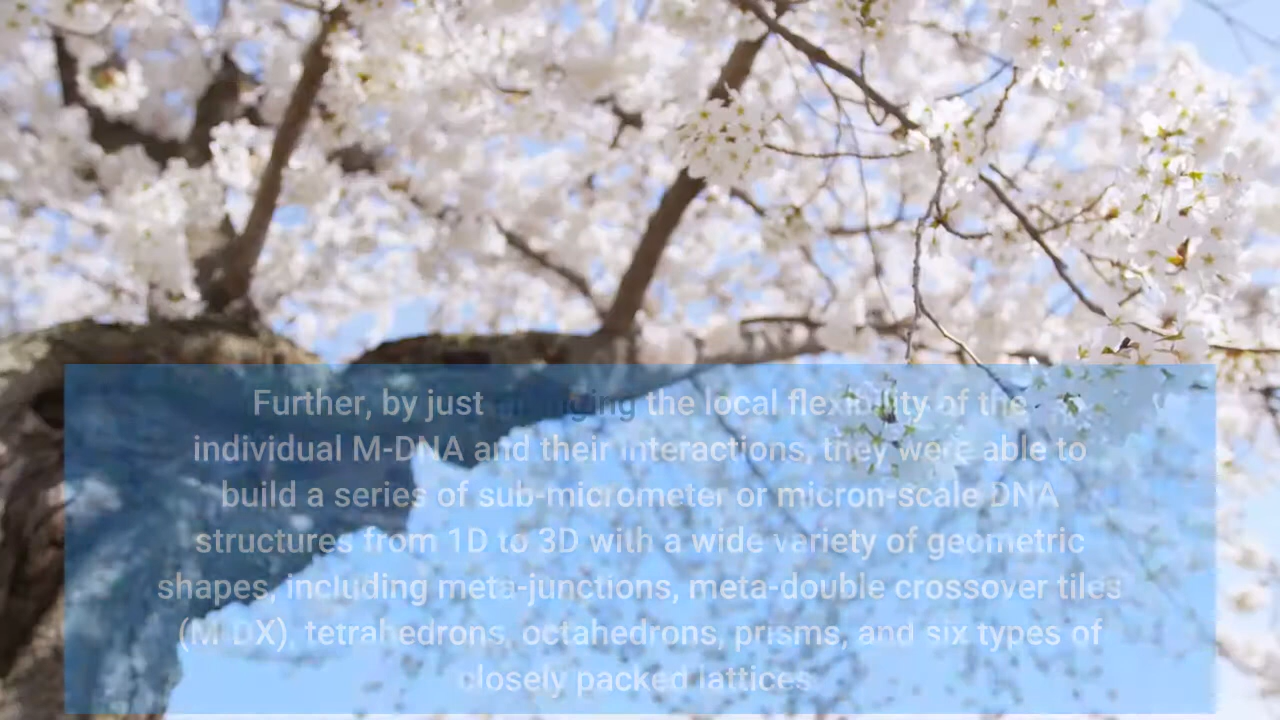 Further, by just changing the local flexibility of the
individual M-DNA and their interactions, they were able to
build a series of sub-micrometer or micron-scale DNA
structures from 1D to 3D with a wide variety of geometric
shapes, including meta-junctions, meta-double crossover tiles
(M-DX), tetrahedrons, octahedrons, prisms, and six types of
closely packed lattices